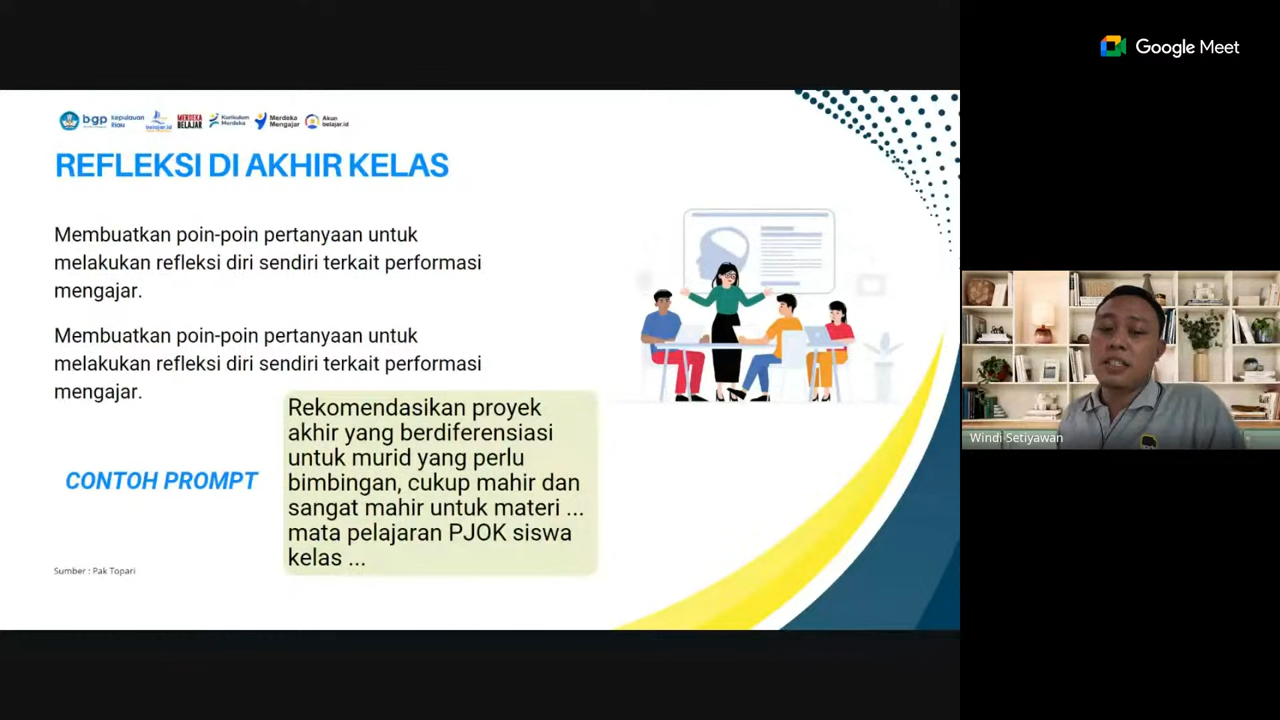 Google Meet
bgp
Kepulauan
Riau
belajar.id
MERDEKA
BELAJAR
Kurikulum
Merdeka
Merdeka
Mengajar
Akun
belajar.id
REFLEKSI DI AKHIR KELAS
Membuatkan poin-poin pertanyaan untuk
melakukan refleksi diri sendiri terkait performasi
mengajar.
Membuatkan poin-poin pertanyaan untuk
melakukan refleksi diri sendiri terkait performasi
mengajar.
CONTOH PROMPT
Rekomendasikan proyek
akhir yang berdiferensiasi
untuk murid yang perlu
bimbingan, cukup mahir dan
sangat mahir untuk materi ...
mata pelajaran PJOK siswa
kelas ...
Sumber : Pak Topari
Windi Setiyawan